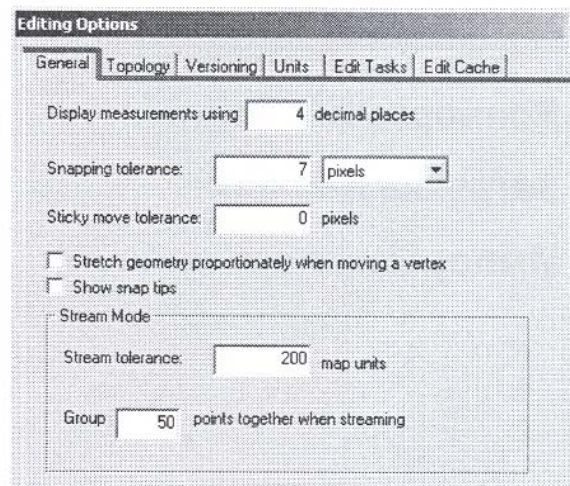 Editing Options
General Topology Versioning Units Edit Tasks Edit Cache
Display measurements using 4 decimal places
Snapping tolerance: 7 pixels
Sticky move tolerance: 0 pixels
Stretch geometry proportionately when moving a vertex
Show snap tips
Stream Mode
Stream tolerance: 200 map units
Group 50 points together when streaming